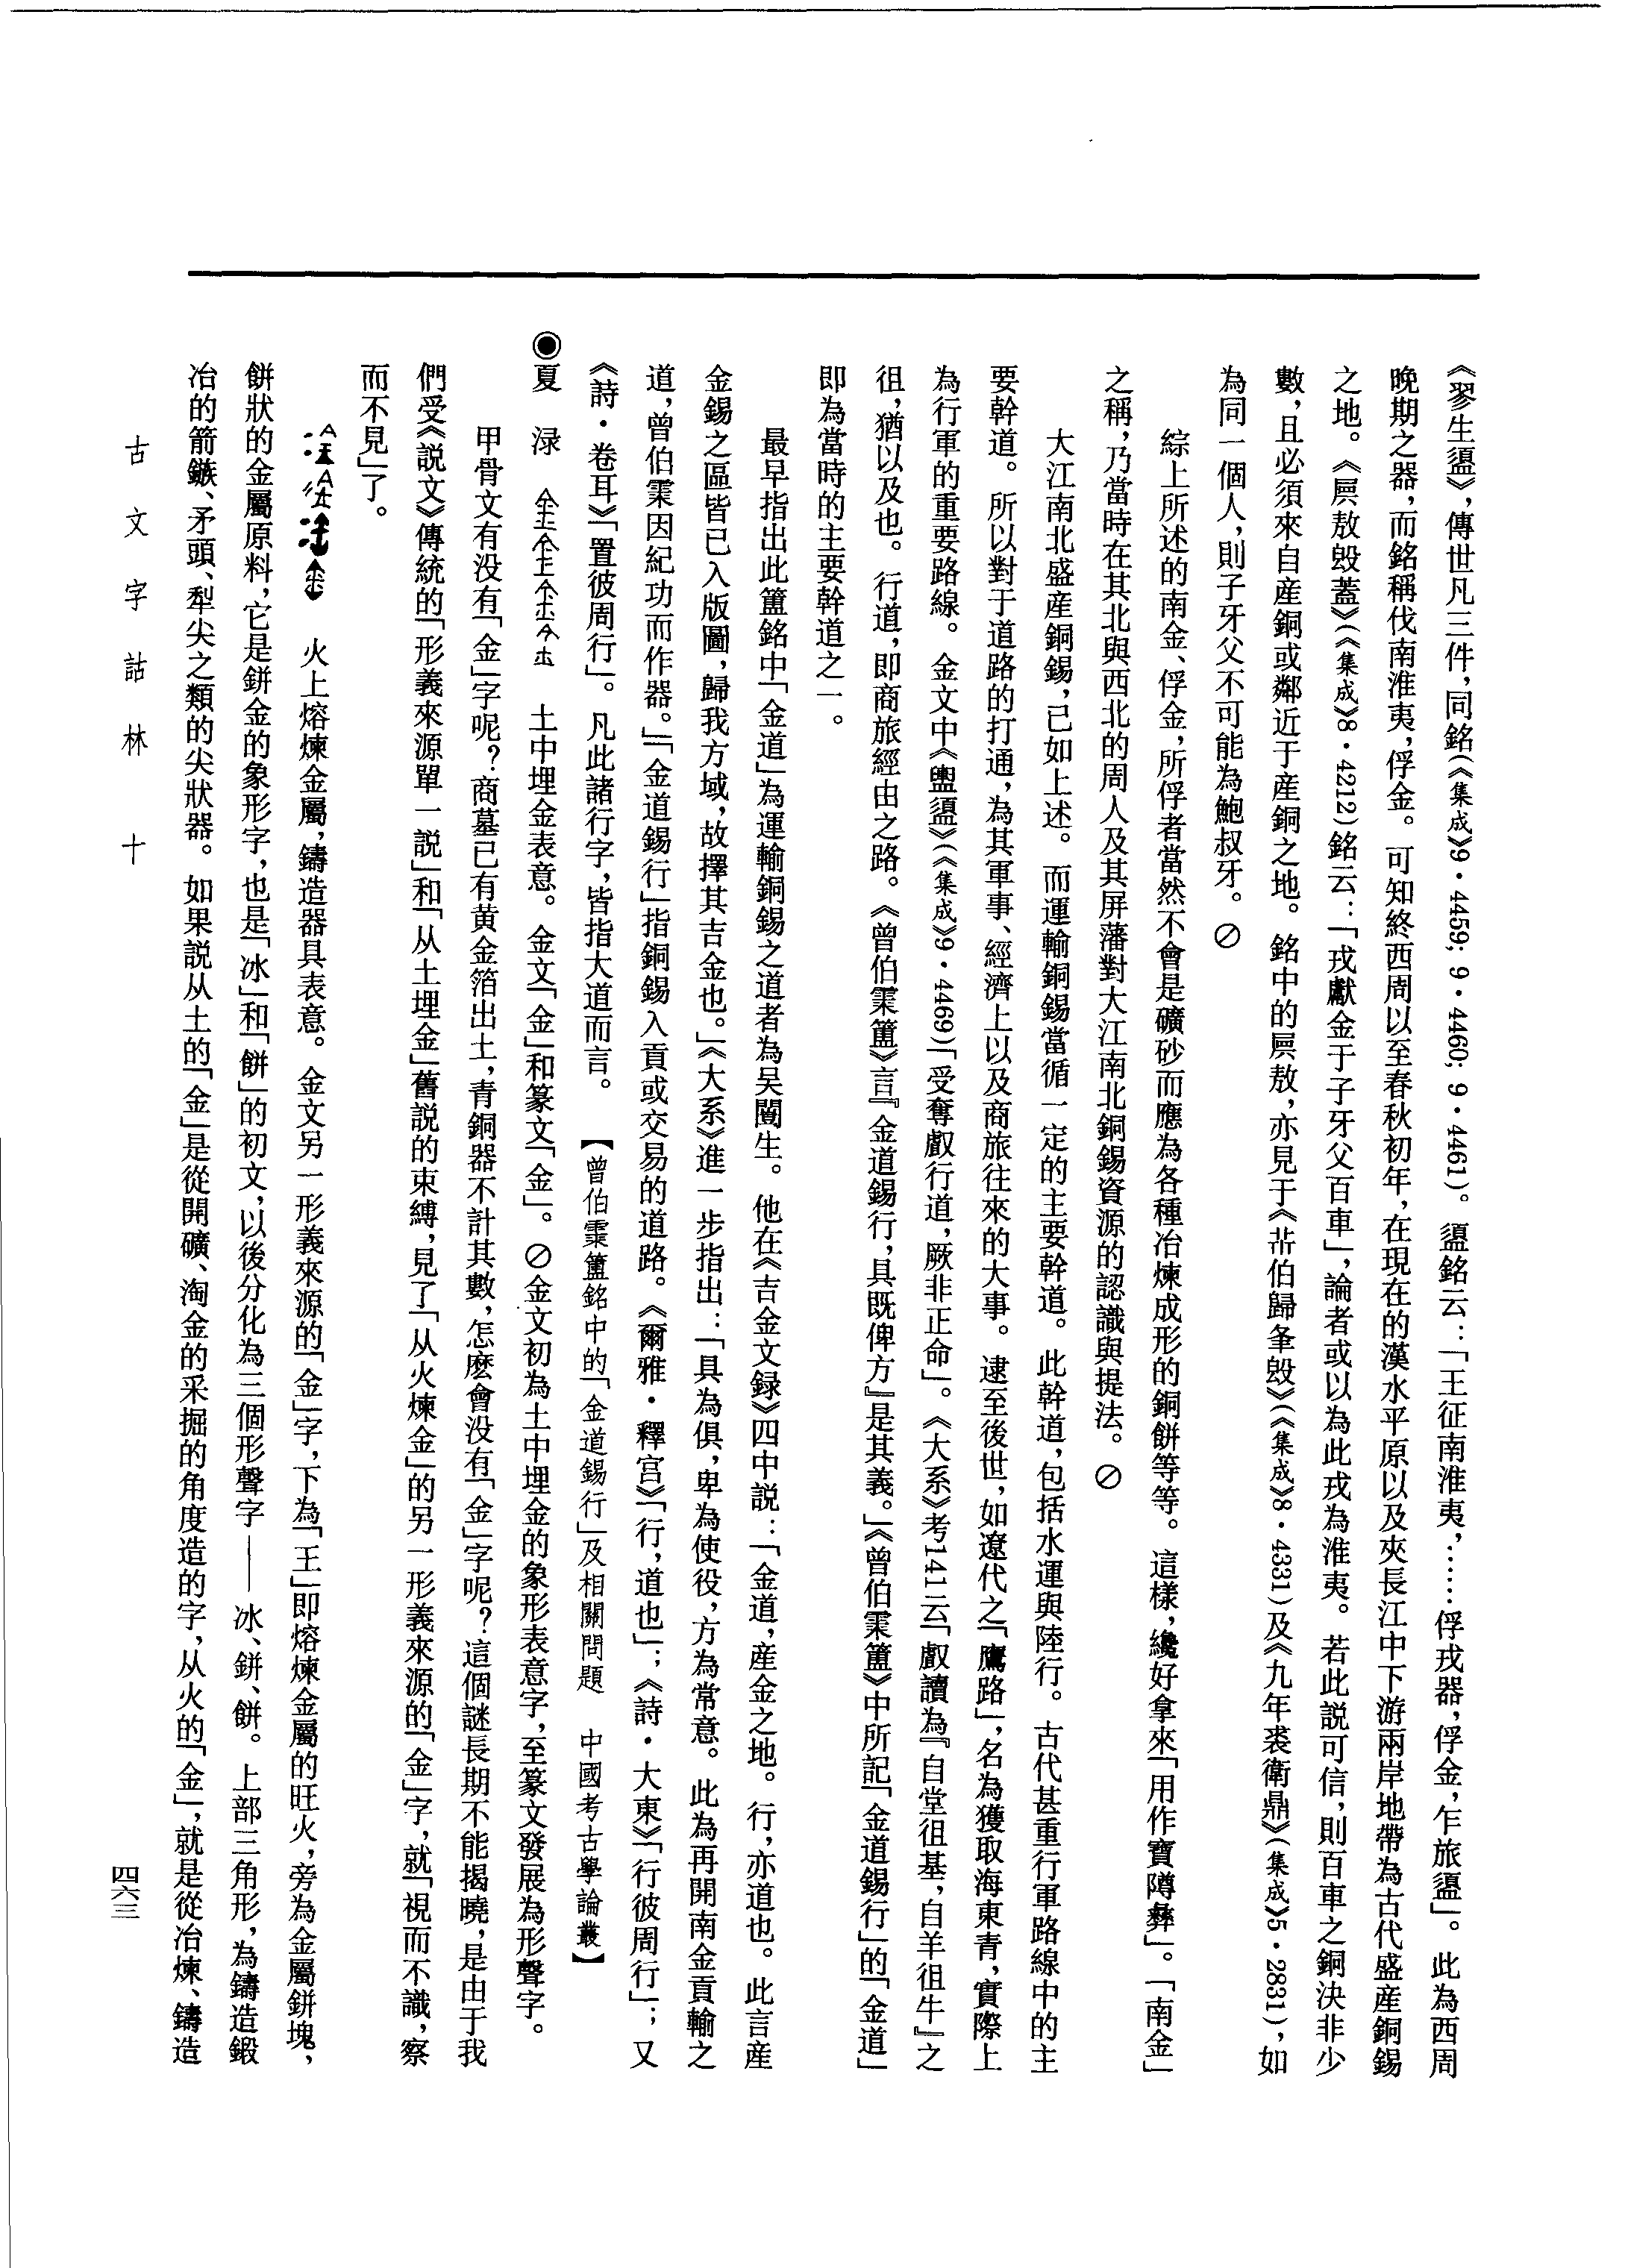 《翏生盨》,傳世凡三件,同銘(《集成》9·4459; 9·4460; 9·4461)。盨銘云:「王征南淮夷,……俘戎器,俘金,乍旅盨」。此為西周
晚期之器,而銘稱伐南淮夷,俘金。可知終西周以至春秋初年,在現在的漢水平原以及夾長江中下游兩岸地帶為古代盛産銅錫
之地。《㞋敖𣪘蓋》(《集成》8·4212)銘云:「戎獻金于子牙父百車」,論者或以為此戎為淮夷。若此説可信,則百車之銅決非少
數,且必須來自産銅或鄰近于産銅之地。銘中的㞋敖,亦見于《𦫵伯歸夆𣪘》(《集成》8·4331)及《九年裘衛鼎》(《集成》5·2831),如
為同一個人,則子牙父不可能為鮑叔牙。⊘
綜上所述的南金、俘金,所俘者當然不會是礦砂而應為各種冶煉成形的銅餅等等。這樣,纔好拿來「用作寶障彝」。「南金」
之稱,乃當時在其北與西北的周人及其屏藩對大江南北銅錫資源的認識與提法。⊘
大江南北盛産銅錫,已如上述。而運輸銅錫當循一定的主要幹道。此幹道,包括水運與陸行。古代甚重行軍路線中的主
要幹道。所以對于道路的打通,為其軍事、經濟上以及商旅往來的大事。逮至後世,如遼代之「鷹路」,名為獲取海東青,實際上
為行軍的重要路線。金文中《盨》(《集成》9·4469)「受奪叡行道,厥非正命」。《大系》考141云「叡讀為『自堂徂基,自羊徂牛』之
徂,猶以及也。行道,即商旅經由之路。《曾伯霥簠》言『金道錫行,具既俾方』是其義。」《曾伯霥簠》中所記「金道錫行」的「金道」
即為當時的主要幹道之一。
最早指出此簠銘中「金道」為運輸銅錫之道者為吴闓生。他在《吉金文録》四中説:「金道,産金之地。行,亦道也。此言産
金錫之區皆已入版圖,歸我方域,故擇其吉金也。」《大系》進一步指出:「具為俱,卑為使役,方為常意。此為再開南金貢輸之
道,曾伯霥因紀功而作器。」「金道錫行」指銅錫入貢或交易的道路。《爾雅·釋宫》「行,道也」;《詩·大東》「行彼周行」;又
《詩·卷耳》「置彼周行」。凡此諸行字,皆指大道而言。 【曾伯霥簠銘中的「金道錫行」及相關問題 中國考古學論叢】
◉夏 渌 土中埋金表意。金文「金」和篆文「金」。⊘金文初為土中埋金的象形表意字,至篆文發展為形聲字。
甲骨文有没有「金」字呢?商墓已有黄金箔出土,青銅器不計其數,怎麽會没有「金」字呢?這個謎長期不能揭曉,是由于我
們受《説文》傳統的「形義來源單一説」和「从土埋金」舊説的束縛,見了「从火煉金」的另一形義來源的「金」字,就「視而不識,察
而不見」了。
火上熔煉金屬,鑄造器具表意。金文另一形義來源的「金」字,下為「王」即熔煉金屬的旺火,旁為金屬鉼塊,
餅狀的金屬原料,它是鉼金的象形字,也是「冰」和「餅」的初文,以後分化為三個形聲字——冰、鉼、餅。上部三角形,為鑄造鍛
冶的箭鏃、矛頭、犁尖之類的尖狀器。如果説从土的「金」是從開礦、淘金的采掘的角度造的字,从火的「金」,就是從冶煉、鑄造
古文字詁林 十
四六三